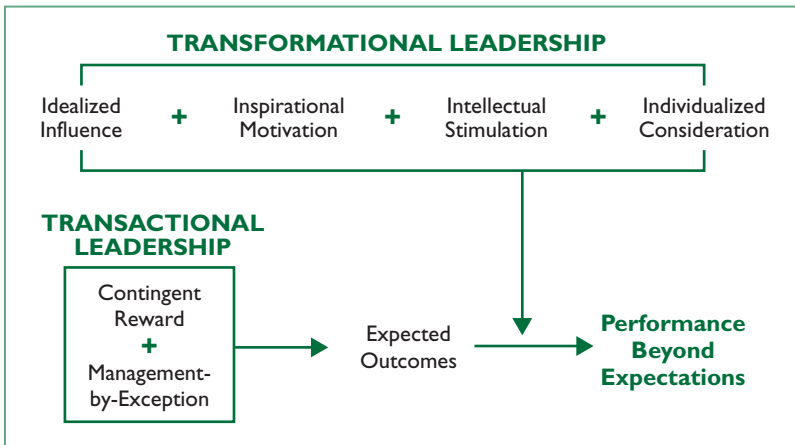 TRANSFORMATIONAL LEADERSHIP
Idealized
Influence
+
Inspirational
Motivation
+
Intellectual
Stimulation
+
Individualized
Consideration
TRANSACTIONAL
LEADERSHIP
Contingent
Reward
+
Management-
by-Exception
Expected
Outcomes
Performance
Beyond
Expectations